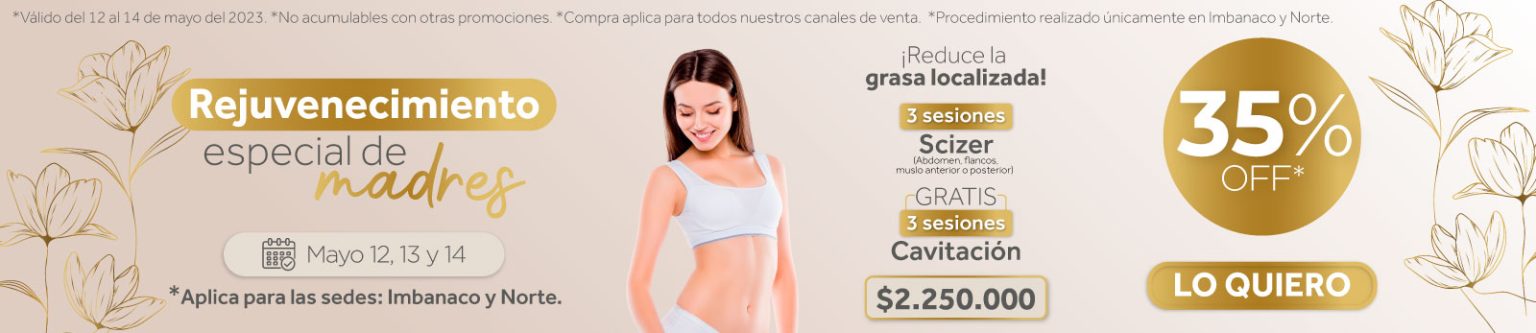 *Válido del 12 al 14 de mayo del 2023. *No acumulables con otras promociones. *Compra aplica para todos nuestros canales de venta. *Procedimiento realizado únicamente en Imbanaco y Norte.
Rejuvenecimiento
especial de
madres
Mayo 12, 13 y 14
*Aplica para las sedes: Imbanaco y Norte.
¡Reduce la
grasa localizada!
3 sesiones
Scizer
(Abdomen, flancos,
muslo anterior o posterior)
GRATIS
3 sesiones
Cavitación
$2.250.000
35%
OFF*
LO QUIERO